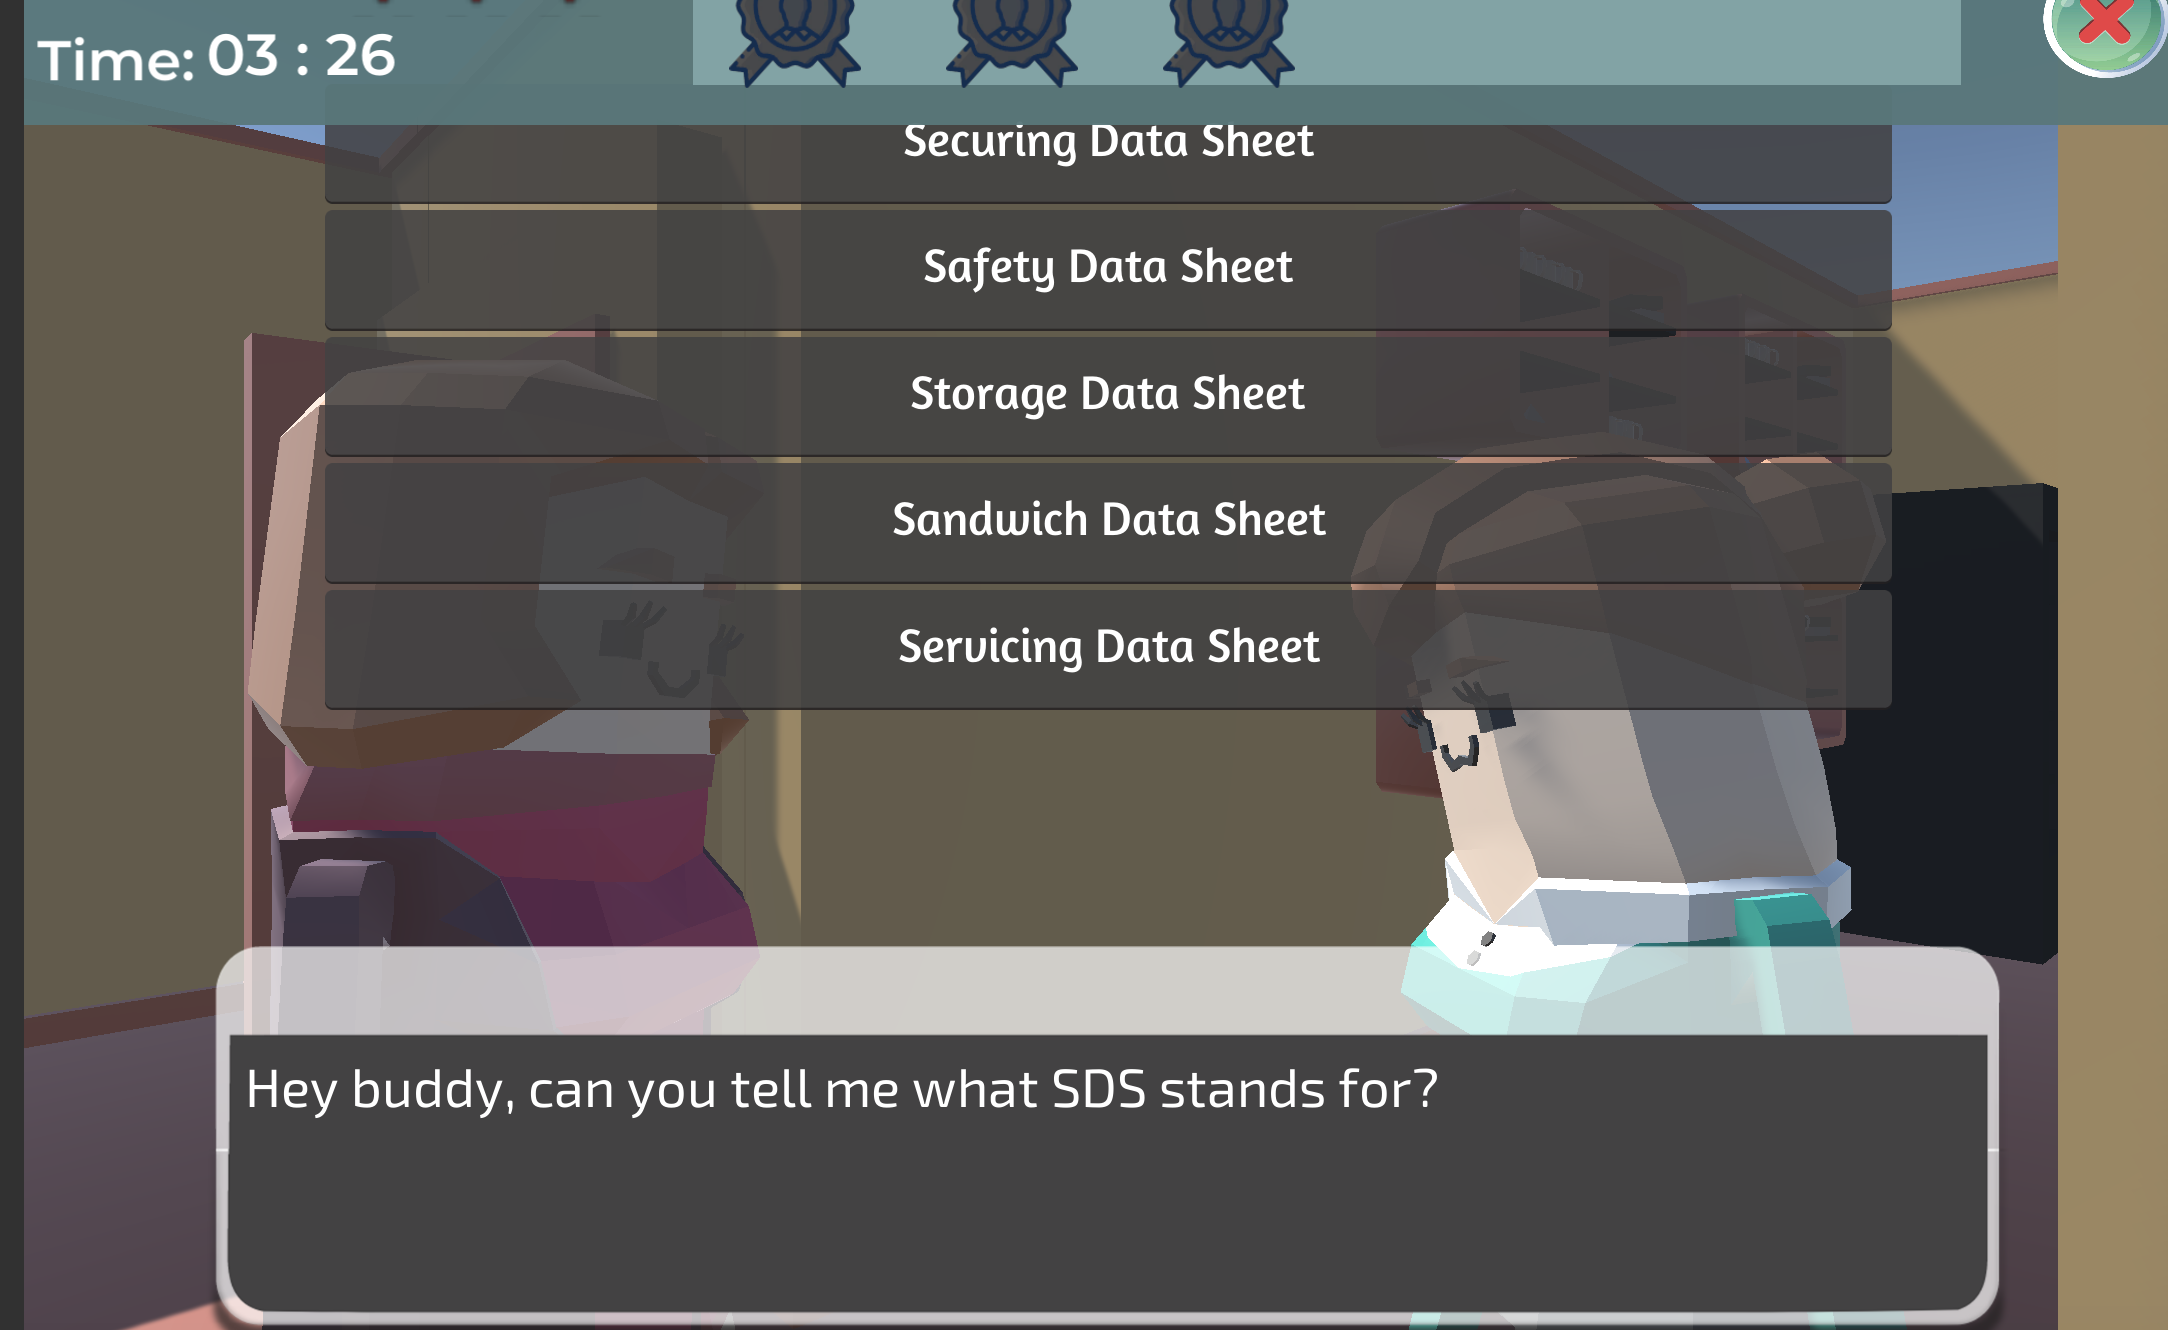 Time: 03 : 26
Securing Data Sheet
Safety Data Sheet
Storage Data Sheet
Sandwich Data Sheet
Servicing Data Sheet
Hey buddy, can you tell me what SDS stands for?